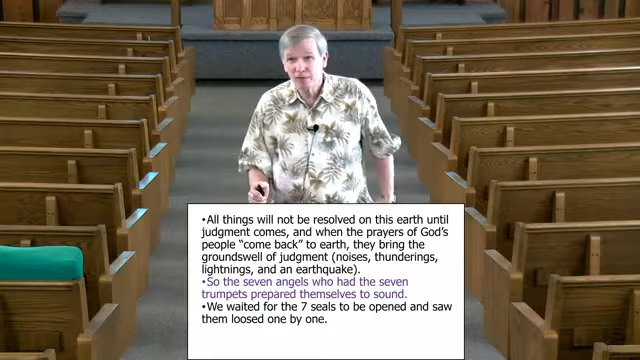 •All things will not be resolved on this earth until
judgment comes, and when the prayers of God's
people "come back" to earth, they bring the
groundswell of judgment (noises, thunderings,
lightnings, and an earthquake).
•So the seven angels who had the seven
trumpets prepared themselves to sound.
•We waited for the 7 seals to be opened and saw
them loosed one by one.